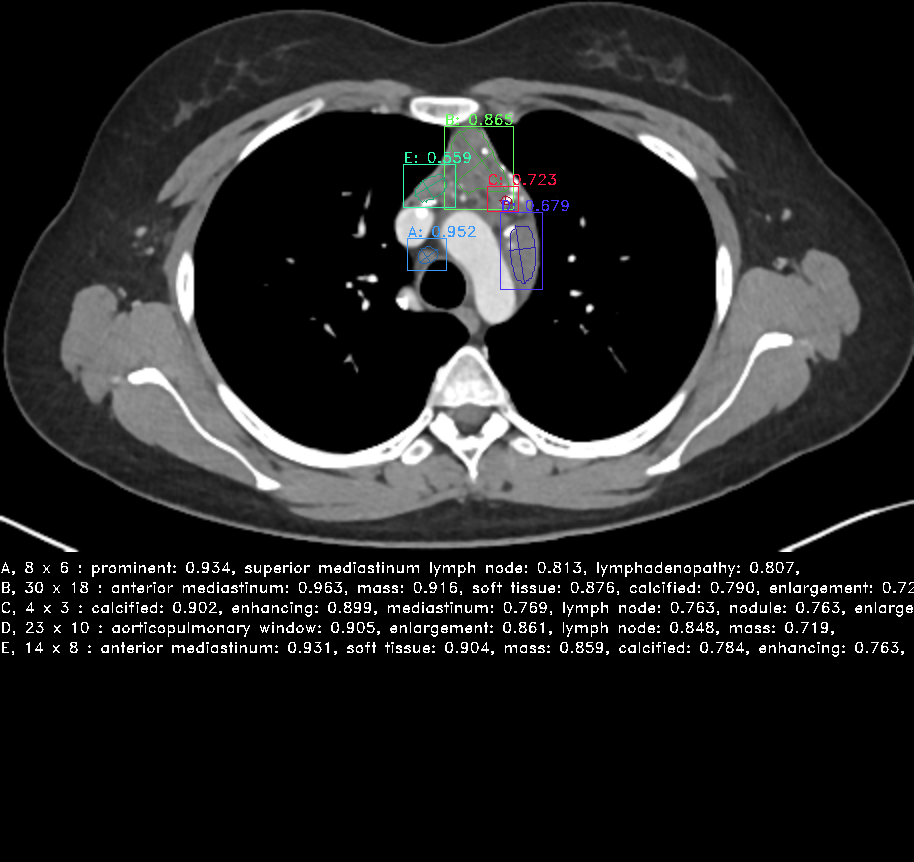 B: 0.865
E: 0.559
C: 0.723
D: 0.679
A: 0.952
A, 8 x 6 : prominent: 0.934, superior mediastinum lymph node: 0.813, lymphadenopathy: 0.807,
B, 30 x 18 : anterior mediastinum: 0.963, mass: 0.916, soft tissue: 0.876, calcified: 0.790, enlargement: 0.72
C, 4 x 3 : calcified: 0.902, enhancing: 0.899, mediastinum: 0.769, lymph node: 0.763, nodule: 0.763, enlarge
D, 23 x 10 : aorticopulmonary window: 0.905, enlargement: 0.861, lymph node: 0.848, mass: 0.719,
E, 14 x 8 : anterior mediastinum: 0.931, soft tissue: 0.904, mass: 0.859, calcified: 0.784, enhancing: 0.763,